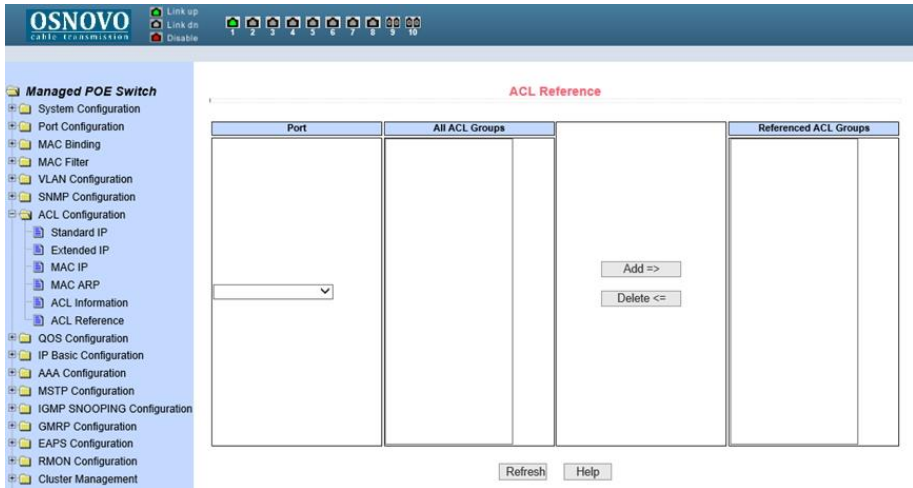 OSNOVO
cable transmission
Link up
Link dn
Disable
1 2 3 4 5 6 7 8 9 10
Managed POE Switch
System Configuration
Port Configuration
MAC Binding
MAC Filter
VLAN Configuration
SNMP Configuration
ACL Configuration
Standard IP
Extended IP
MAC IP
MAC ARP
ACL Information
ACL Reference
QOS Configuration
IP Basic Configuration
AAA Configuration
MSTP Configuration
IGMP SNOOPING Configuration
GMRP Configuration
EAPS Configuration
RMON Configuration
Cluster Management
ACL Reference
Port
All ACL Groups
Referenced ACL Groups
Add =>
Delete <=
Refresh
Help